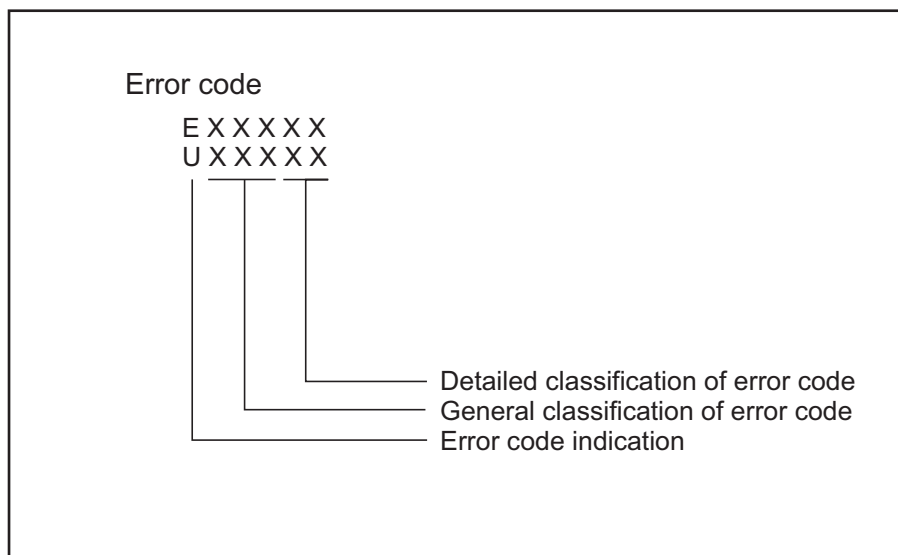 Error code
E X X X X X
U X X X X X
Detailed classification of error code
General classification of error code
Error code indication